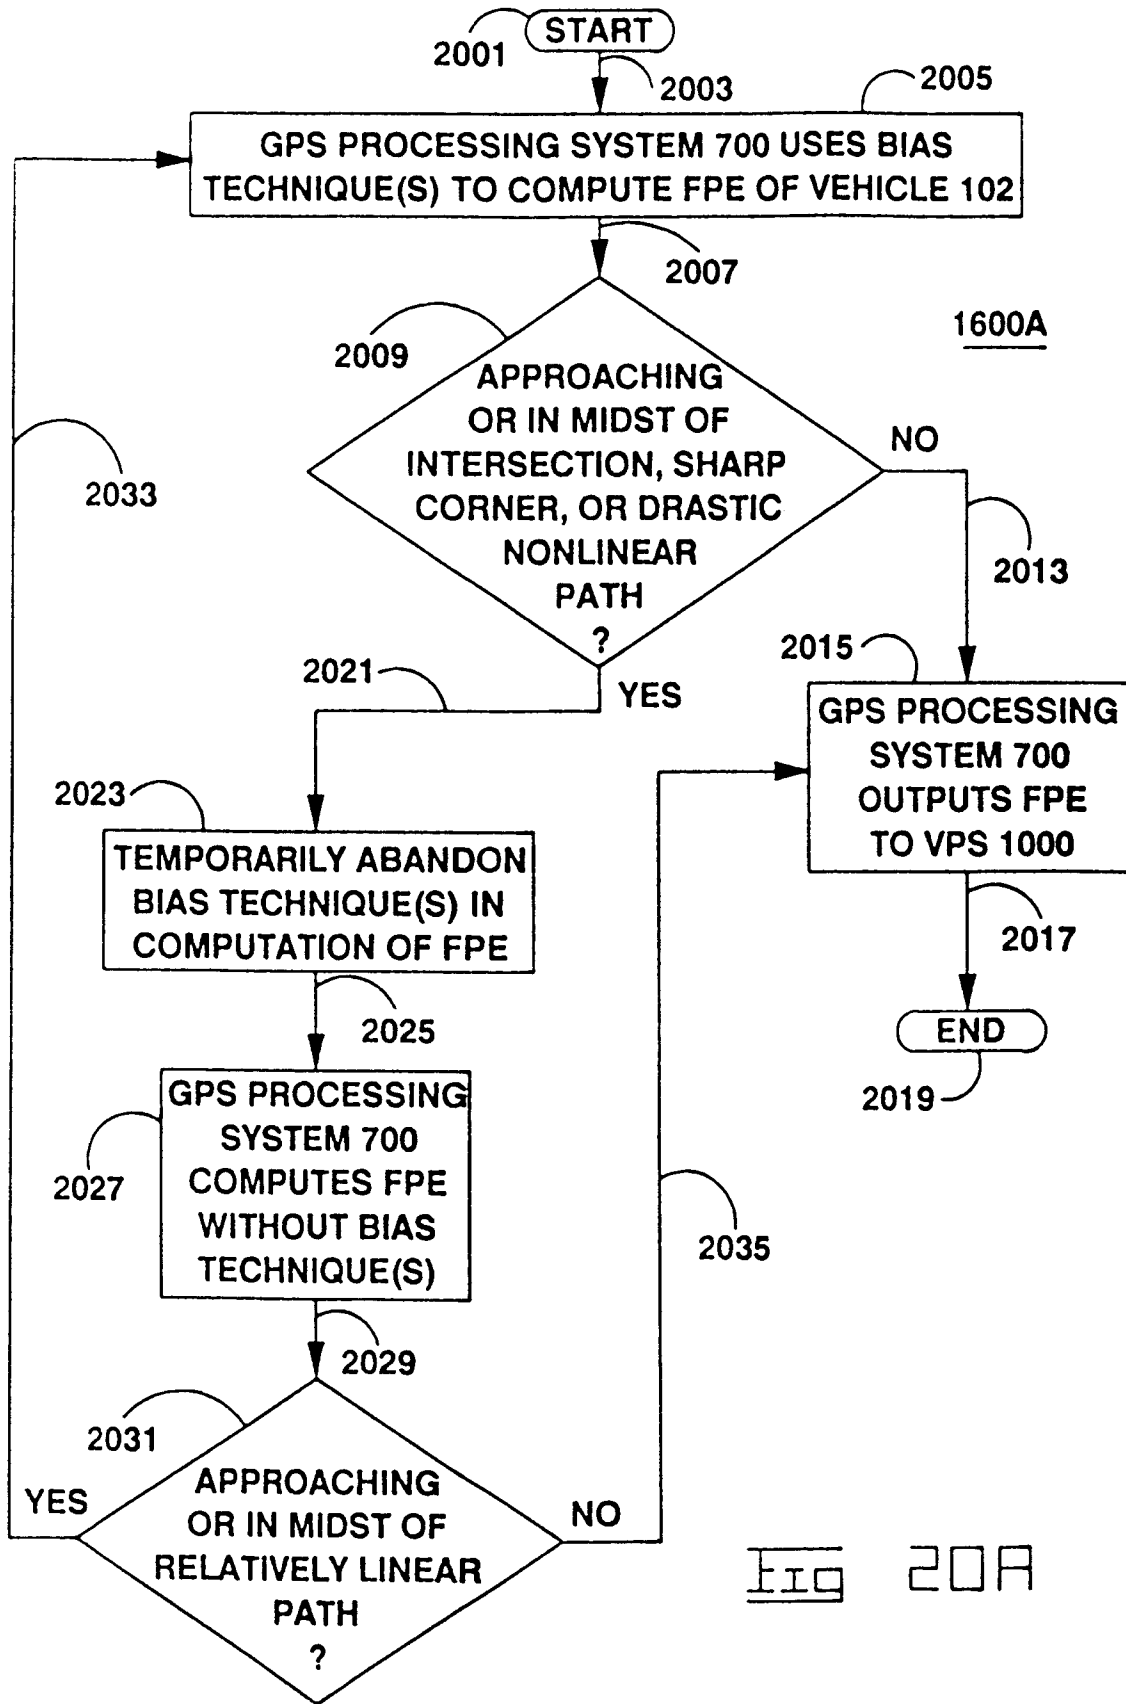 START
2001
2003
2005
GPS PROCESSING SYSTEM 700 USES BIAS
TECHNIQUE(S) TO COMPUTE FPE OF VEHICLE 102
2007
1600A
2009
APPROACHING
OR IN MIDST OF
INTERSECTION, SHARP
CORNER, OR DRASTIC
NONLINEAR
PATH
?
NO
2033
2013
2015
2021
YES
GPS PROCESSING
SYSTEM 700
OUTPUTS FPE
TO VPS 1000
2023
TEMPORARILY ABANDON
BIAS TECHNIQUE(S) IN
COMPUTATION OF FPE
2017
2025
END
2019
GPS PROCESSING
SYSTEM 700
COMPUTES FPE
WITHOUT BIAS
TECHNIQUE(S)
2027
2035
2029
2031
APPROACHING
OR IN MIDST OF
RELATIVELY LINEAR
PATH
?
YES
NO
Fig 20A